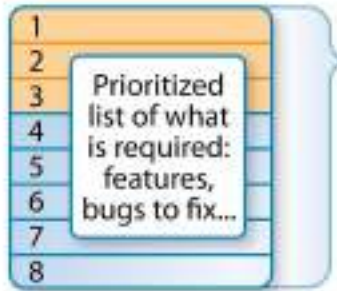 1
2
3
4
5
6
7
8
Prioritized
list of what
is required:
features,
bugs to fix...